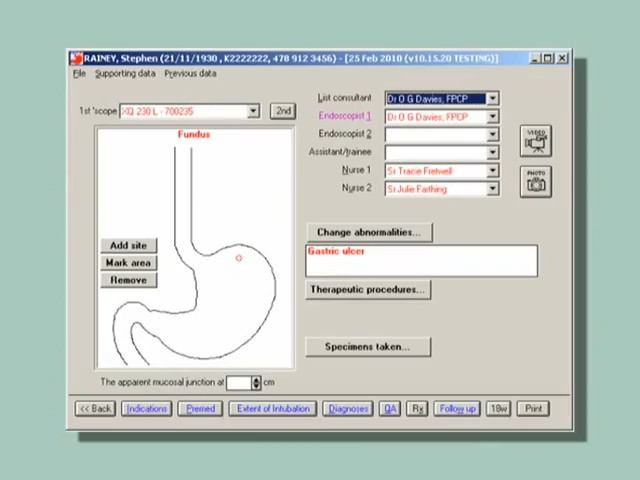 RAINEY, Stephen (21/11/1930 , K2222222, 478 912 3456) - [25 Feb 2010 (v10.15.20 TESTING)]
File Supporting data Previous data
List consultant Dr O G Davies, FPCP
1st 'scope XQ 230 L - 700235 2nd
Endoscopist 1 Dr O G Davies, FPCP
Fundus
Endoscopist 2
VIDEO
Assistant/trainee
Nurse 1 Sr Tracie Fretwell
PHOTO
Nurse 2 Sr Julie Farthing
Change abnormalities...
Add site
Gastric ulcer
Mark area
Remove
Therapeutic procedures...
Specimens taken...
The apparent mucosal junction at cm
<< Back Indications Premed Extent of Intubation Diagnoses QA Rx Follow up 18w Print